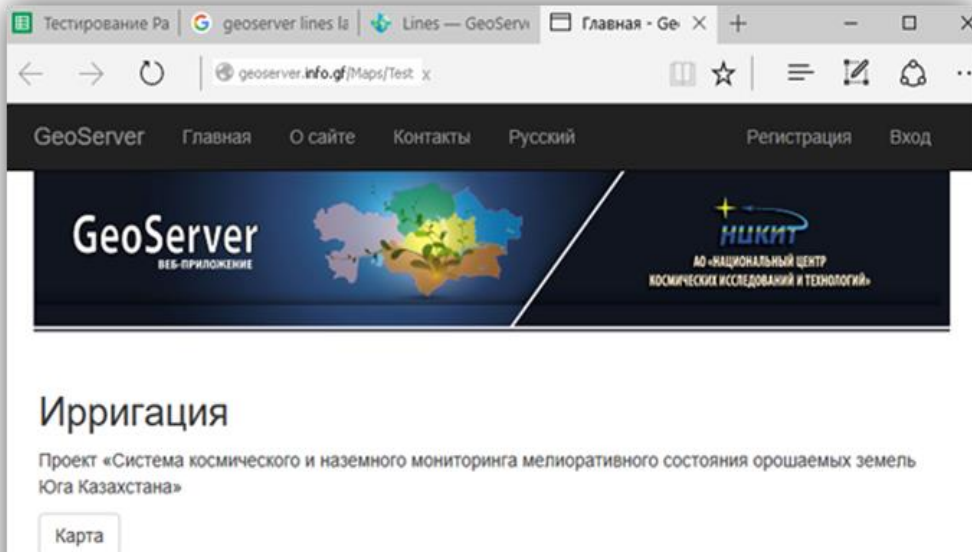 Тестирование Ра
geoserver lines la
Lines — GeoServ
Главная - Ge
geoserver.info.gf/Maps/Test x
GeoServer Главная О сайте Контакты Русский Регистрация Вход
GeoServer
ВЕБ-ПРИЛОЖЕНИЕ
НЦКИТ
АО «НАЦИОНАЛЬНЫЙ ЦЕНТР
КОСМИЧЕСКИХ ИССЛЕДОВАНИЙ И ТЕХНОЛОГИЙ»
Ирригация
Проект «Система космического и наземного мониторинга мелиоративного состояния орошаемых земель
Юга Казахстана»
Карта